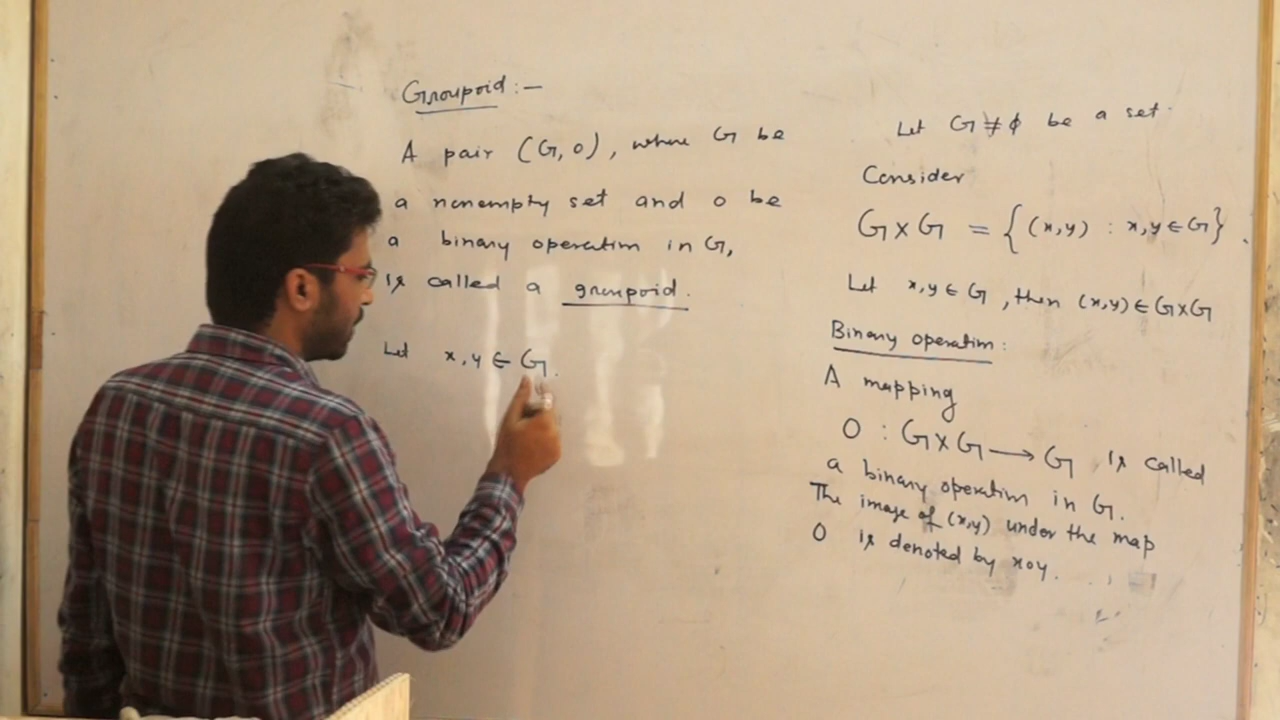 Groupoid :-
A pair (G, o), where G be
a nonempty set and o be
a binary operation in G,
is called a groupoid.
Let x, y ∈ G.
Let G ≠ ϕ be a set.
Consider
G×G = {(x,y) : x,y ∈ G}.
Let x,y ∈ G, then (x,y) ∈ G×G
Binary operation:
A mapping
O : G×G → G is called
a binary operation in G.
The image of (x,y) under the map
O is denoted by xoy.